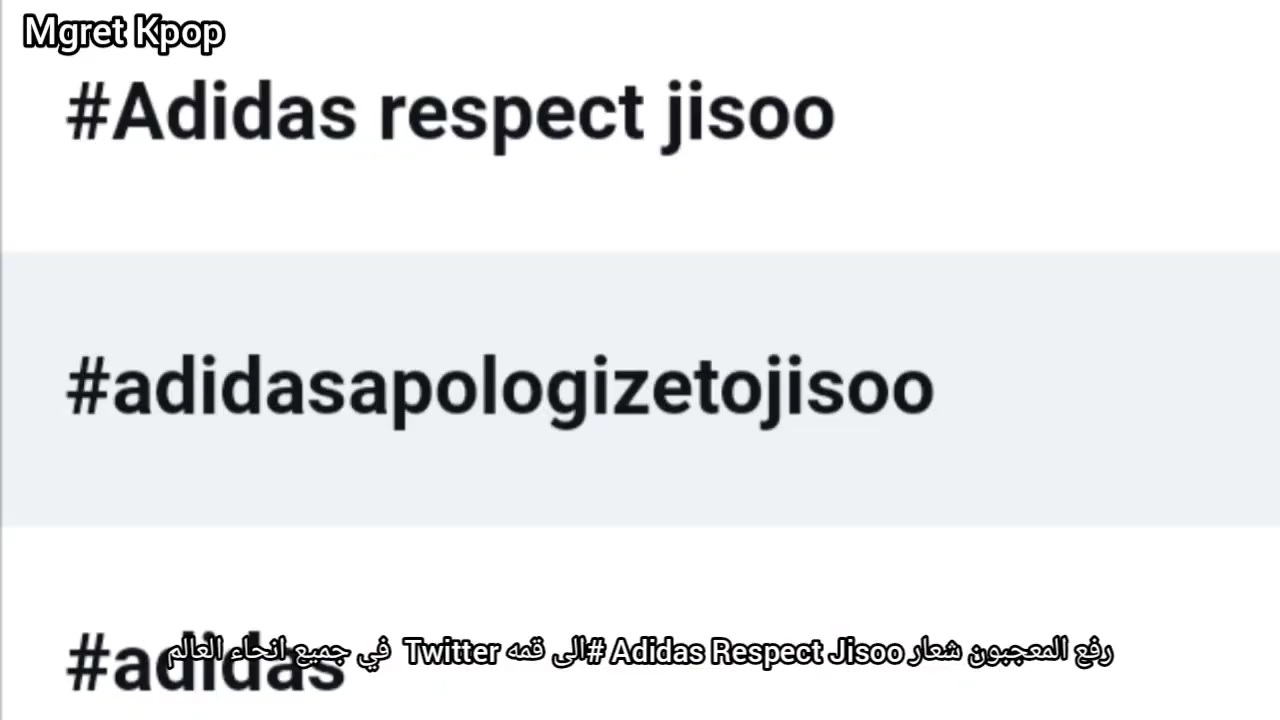 Mgret Kpop
#Adidas respect jisoo
#adidasapologizetojisoo
#adidas
رفع المعجبون شعار Adidas Respect Jisoo #الى قمه Twitter في جميع انحاء العالم